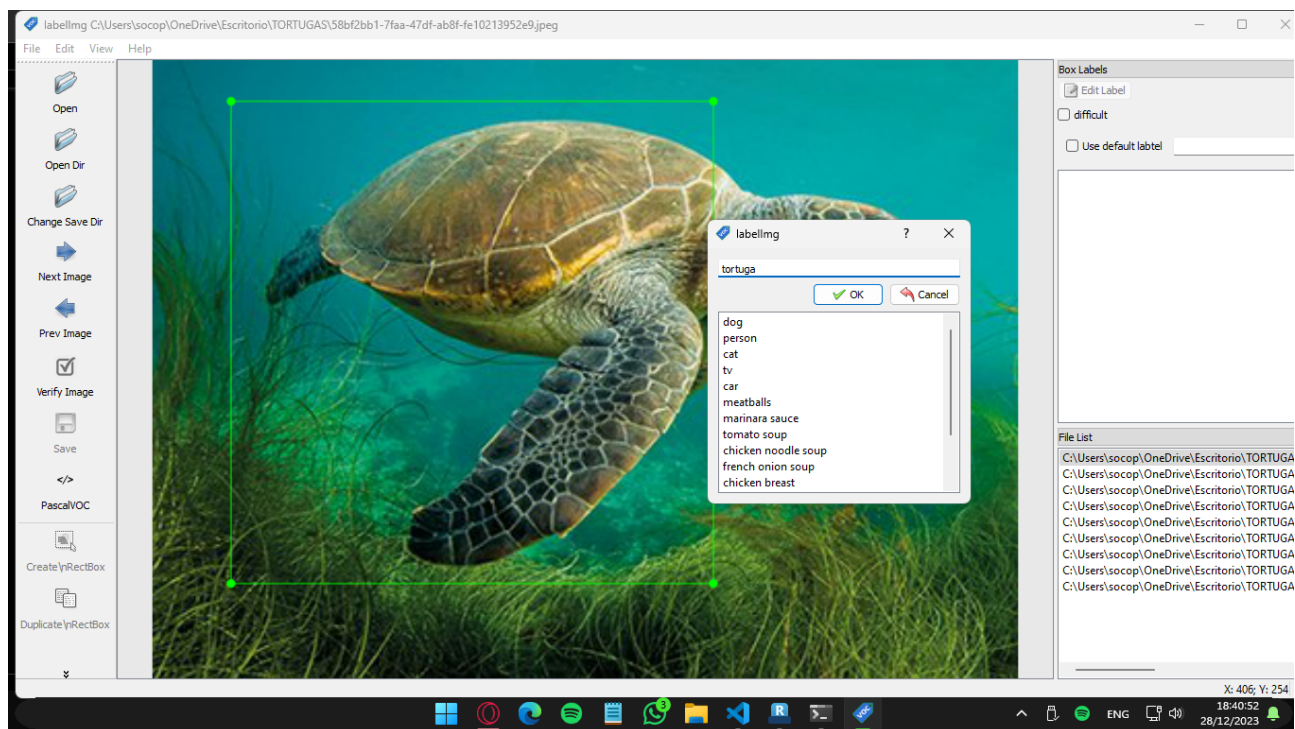 labelImg C:\Users\socop\OneDrive\Escritorio\TORTUGAS\58bf2bb1-7faa-47df-ab8f-fe10213952e9.jpeg
File Edit View Help
Open
Open Dir
Change Save Dir
Next Image
Prev Image
Verify Image
Save
</>
PascalVOC
Create\nRectBox
Duplicate\nRectBox
labelImg ?
tortuga
OK Cancel
dog
person
cat
tv
car
meatballs
marinara sauce
tomato soup
chicken noodle soup
french onion soup
chicken breast
Box Labels
Edit Label
difficult
Use default labtel
File List
C:\Users\socop\OneDrive\Escritorio\TORTUGA
C:\Users\socop\OneDrive\Escritorio\TORTUGA
C:\Users\socop\OneDrive\Escritorio\TORTUGA
C:\Users\socop\OneDrive\Escritorio\TORTUGA
C:\Users\socop\OneDrive\Escritorio\TORTUGA
C:\Users\socop\OneDrive\Escritorio\TORTUGA
C:\Users\socop\OneDrive\Escritorio\TORTUGA
C:\Users\socop\OneDrive\Escritorio\TORTUGA
C:\Users\socop\OneDrive\Escritorio\TORTUGA
X: 406; Y: 254
3
R
VOC
ENG
18:40:52
28/12/2023